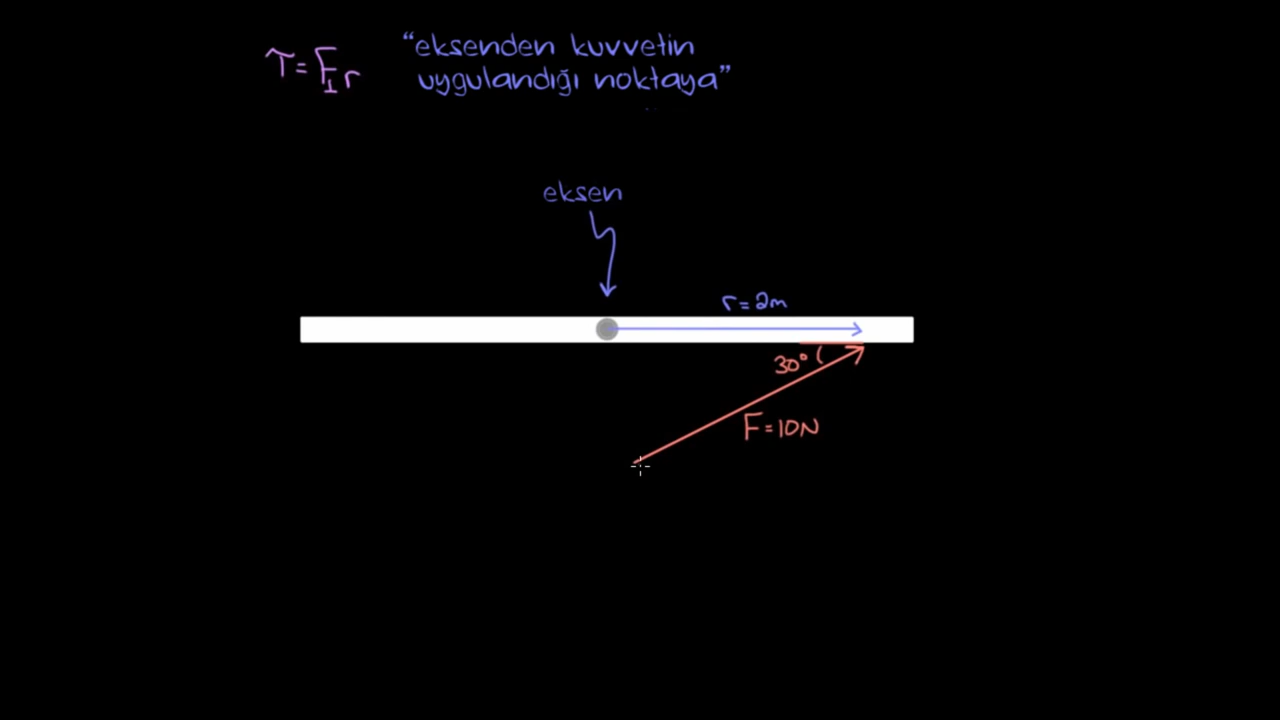 τ = F⊥r
"eksenden kuvvetin
uygulandığı noktaya"
eksen
r = 2m
30°
F = 10N